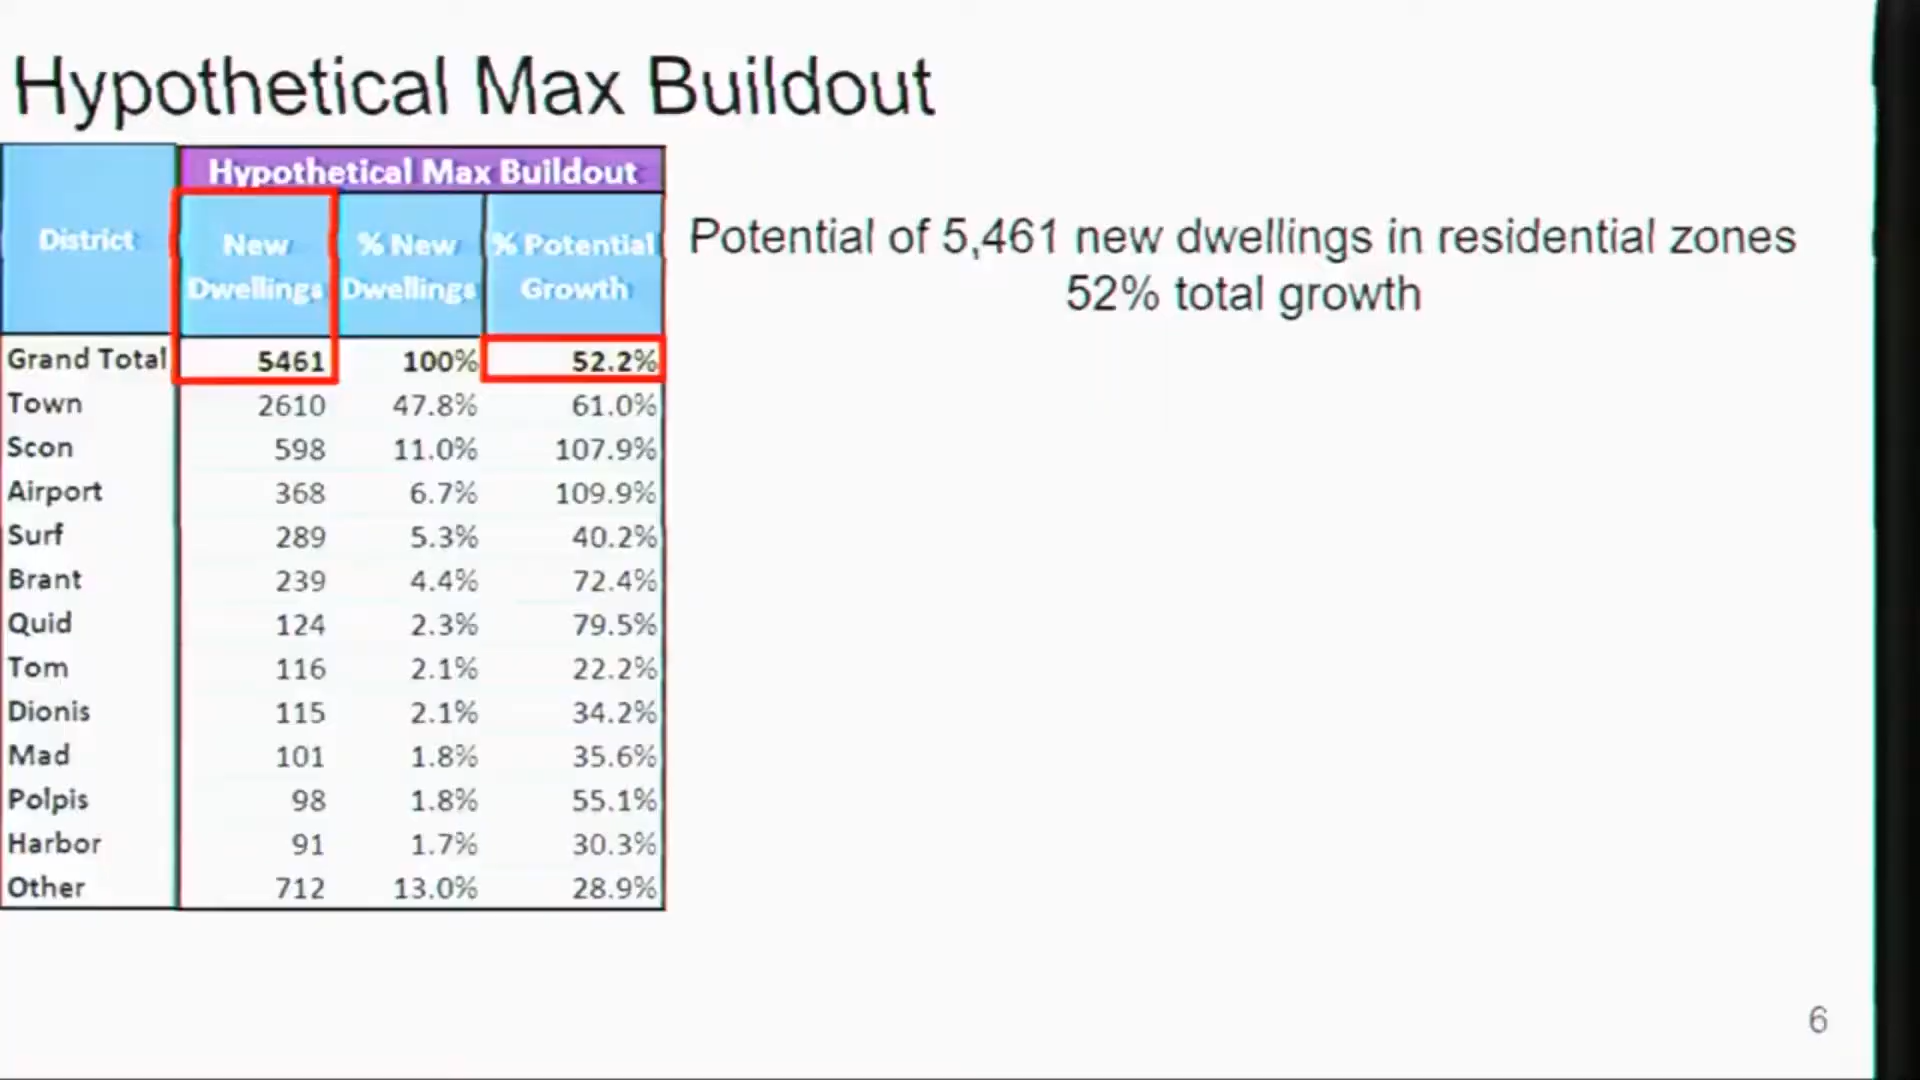 Hypothetical Max Buildout
Hypothetical Max Buildout
District
New Dwellings
% New Dwellings
% Potential Growth
Grand Total 5461 100% 52.2%
Town 2610 47.8% 61.0%
Scon 598 11.0% 107.9%
Airport 368 6.7% 109.9%
Surf 289 5.3% 40.2%
Brant 239 4.4% 72.4%
Quid 124 2.3% 79.5%
Tom 116 2.1% 22.2%
Dionis 115 2.1% 34.2%
Mad 101 1.8% 35.6%
Polpis 98 1.8% 55.1%
Harbor 91 1.7% 30.3%
Other 712 13.0% 28.9%
Potential of 5,461 new dwellings in residential zones
52% total growth
6